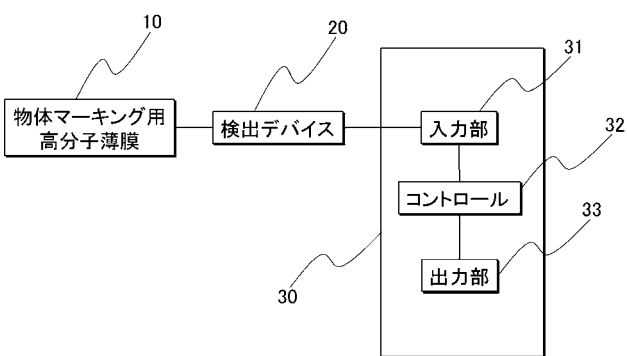 10
20
31
物体マーキング用
高分子薄膜
検出デバイス
入力部
32
コントロール
33
出力部
30